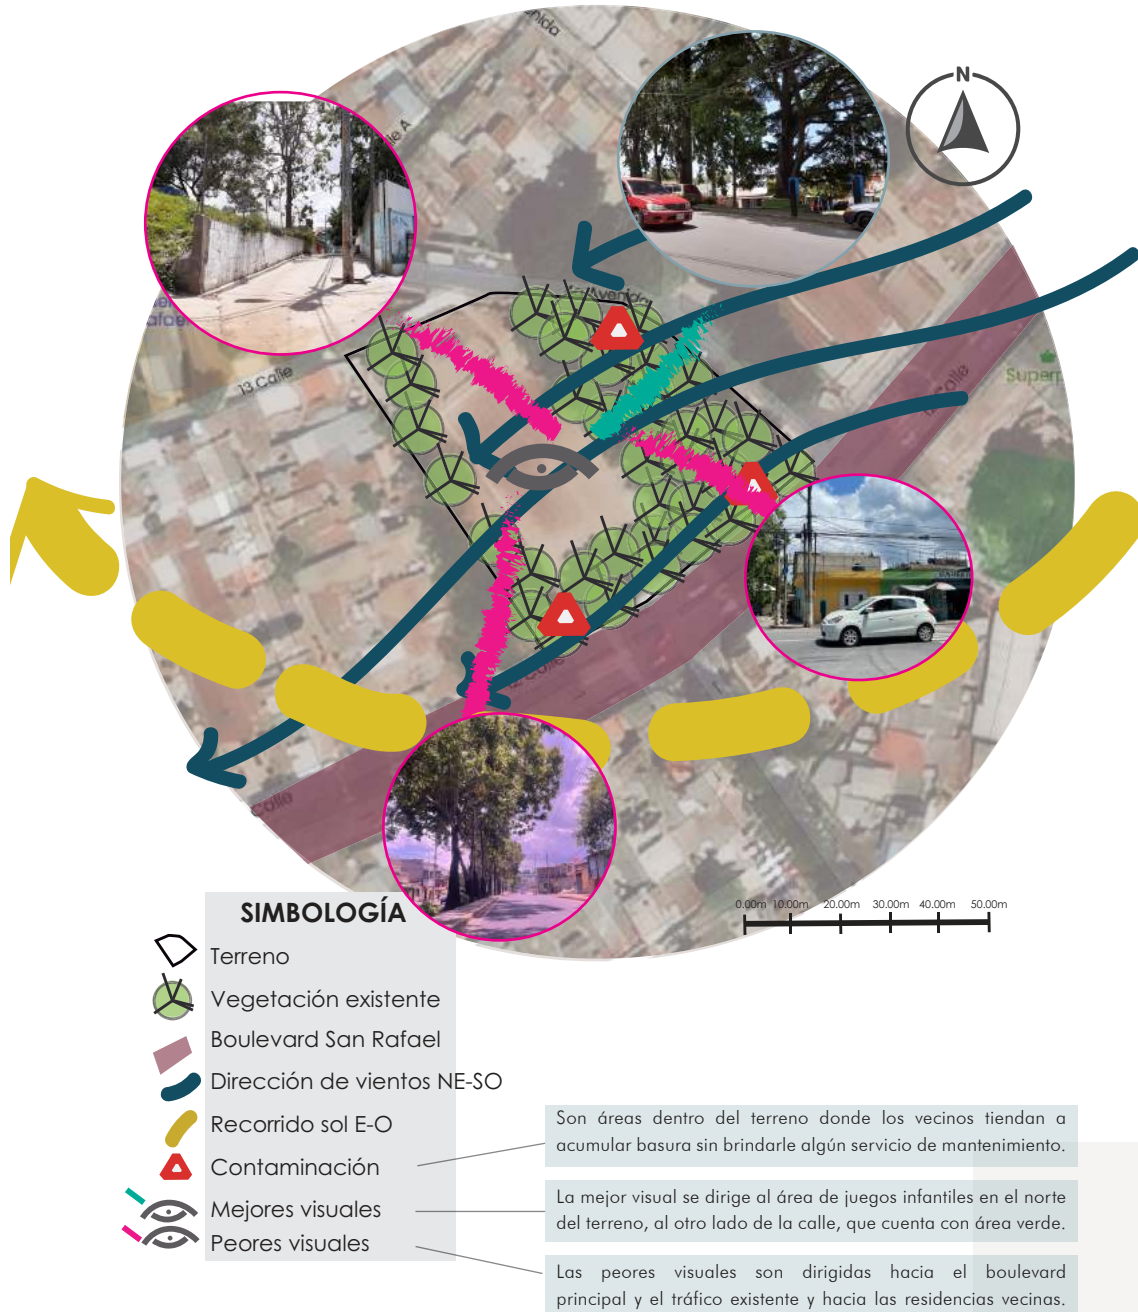 N
13 Calle
Avenida
Calle
Superm
Calle
Calle
0.00m 10.00m 20.00m 30.00m 40.00m 50.00m
SIMBOLOGÍA
Terreno
Vegetación existente
Boulevard San Rafael
Dirección de vientos NE-SO
Recorrido sol E-O
Contaminación
Mejores visuales
Peores visuales
Son áreas dentro del terreno donde los vecinos tiendan a
acumular basura sin brindarle algún servicio de mantenimiento.
La mejor visual se dirige al área de juegos infantiles en el norte
del terreno, al otro lado de la calle, que cuenta con área verde.
Las peores visuales son dirigidas hacia el boulevard
principal y el tráfico existente y hacia las residencias vecinas.